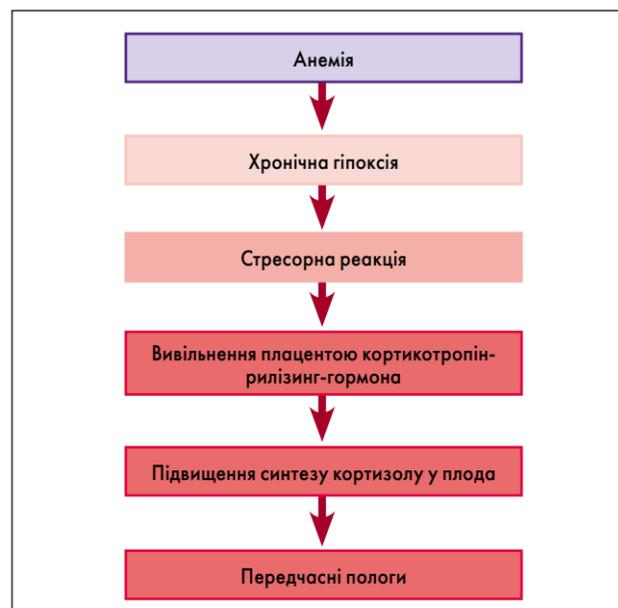 Анемія
Хронічна гіпоксія
Стресорна реакція
Вивільнення плацентою кортикотропін-
рилізинг-гормона
Підвищення синтезу кортизолу у плода
Передчасні пологи